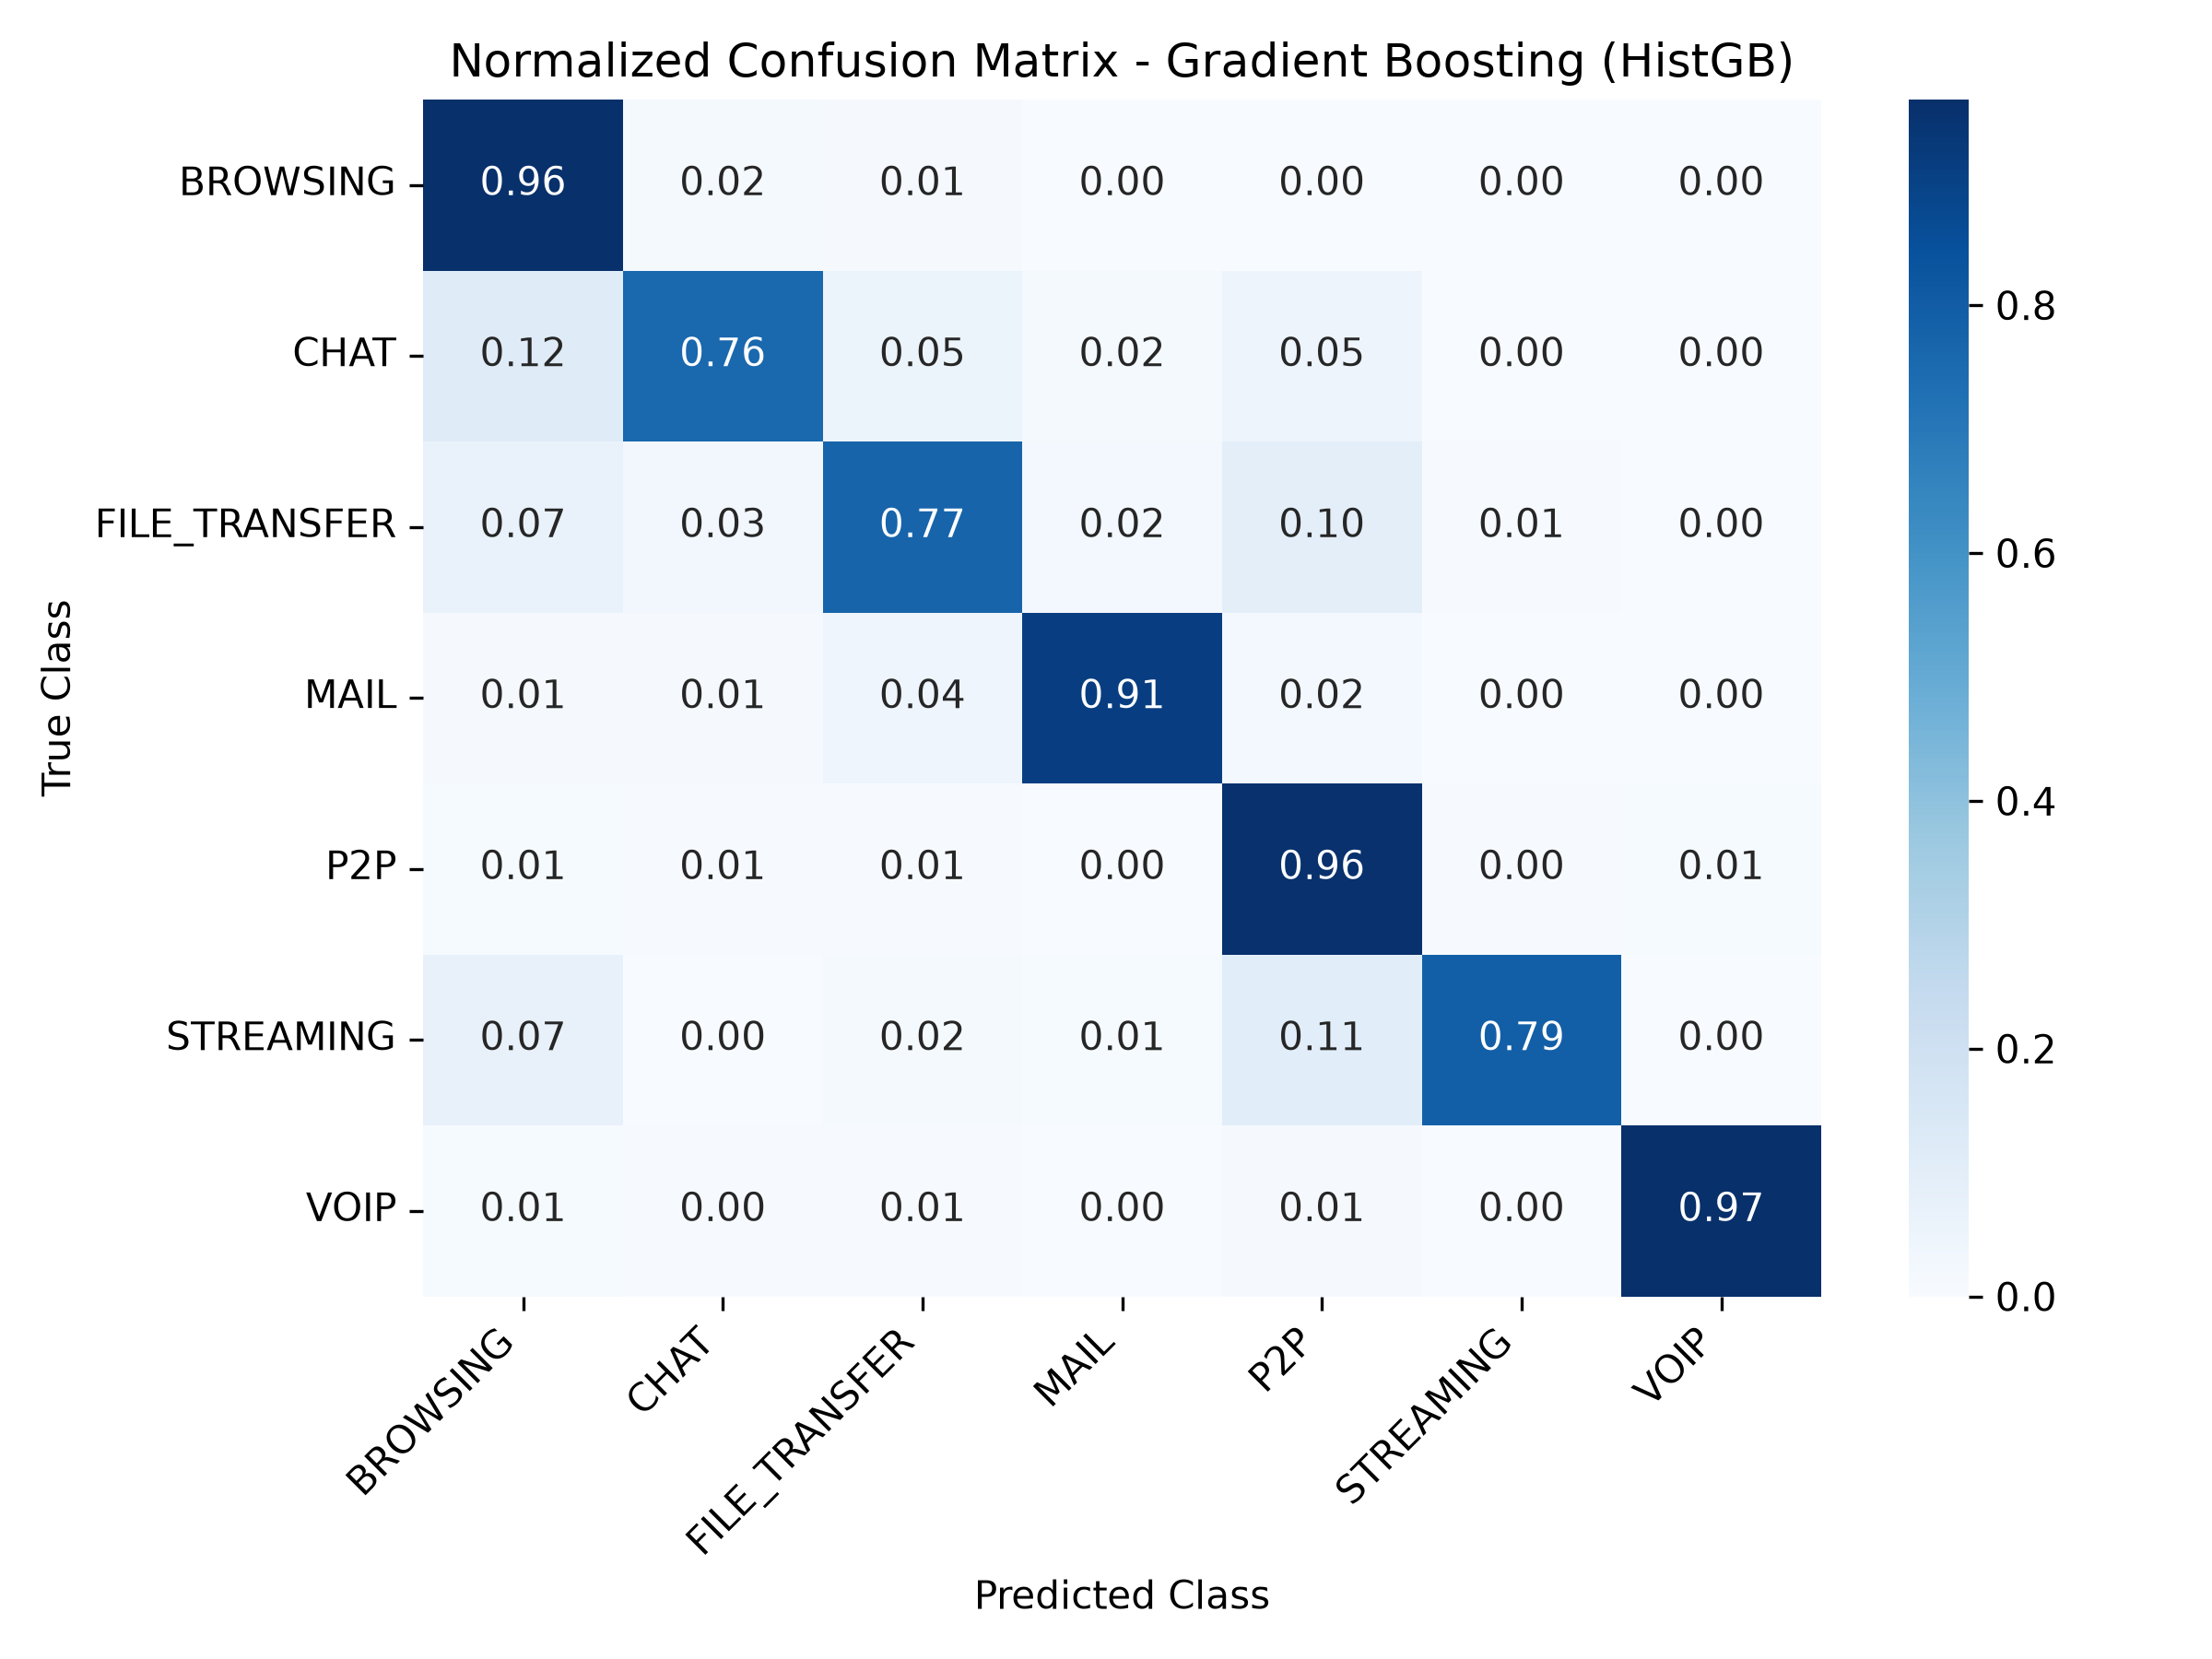 Normalized Confusion Matrix - Gradient Boosting (HistGB)
BROWSING 0.96 0.02 0.01 0.00 0.00 0.00 0.00
CHAT 0.12 0.76 0.05 0.02 0.05 0.00 0.00
FILE_TRANSFER 0.07 0.03 0.77 0.02 0.10 0.01 0.00
MAIL 0.01 0.01 0.04 0.91 0.02 0.00 0.00
P2P 0.01 0.01 0.01 0.00 0.96 0.00 0.01
STREAMING 0.07 0.00 0.02 0.01 0.11 0.79 0.00
VOIP 0.01 0.00 0.01 0.00 0.01 0.00 0.97
True Class
BROWSING CHAT FILE_TRANSFER MAIL P2P STREAMING VOIP
Predicted Class
0.8
0.6
0.4
0.2
0.0